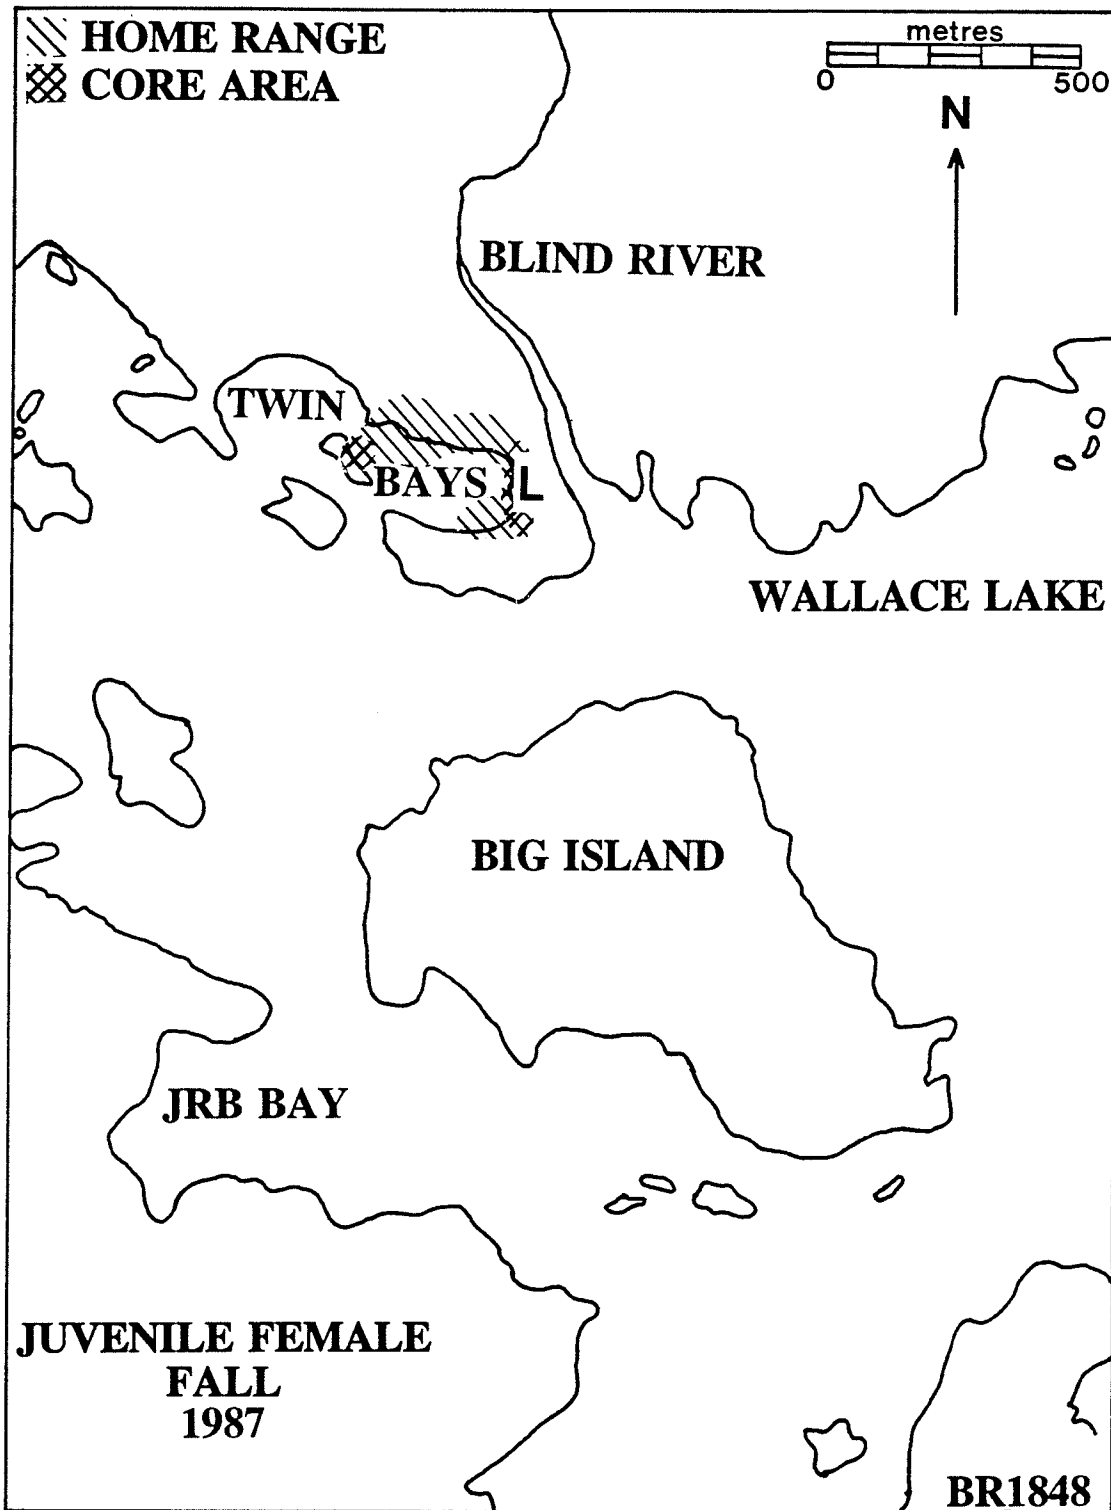 HOME RANGE
CORE AREA
metres
0 500
N
BLIND RIVER
TWIN
BAYS L
WALLACE LAKE
BIG ISLAND
JRB BAY
JUVENILE FEMALE
FALL
1987
BR1848